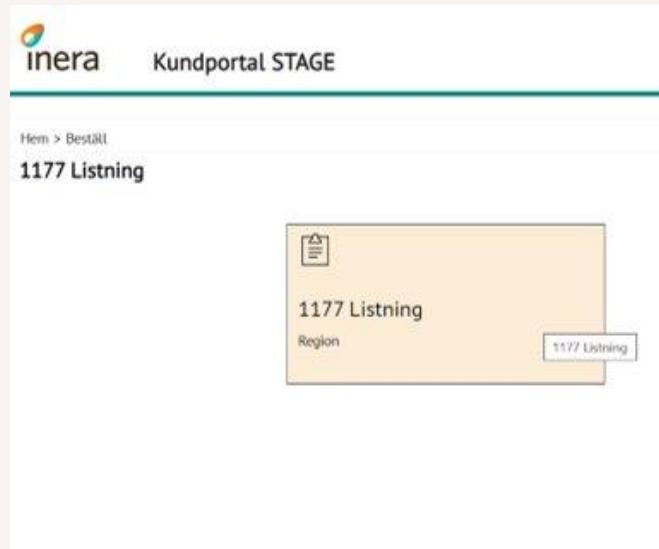 inera
Kundportal STAGE
Hem > Beställ
1177 Listning
1177 Listning
Region
1177 Listning